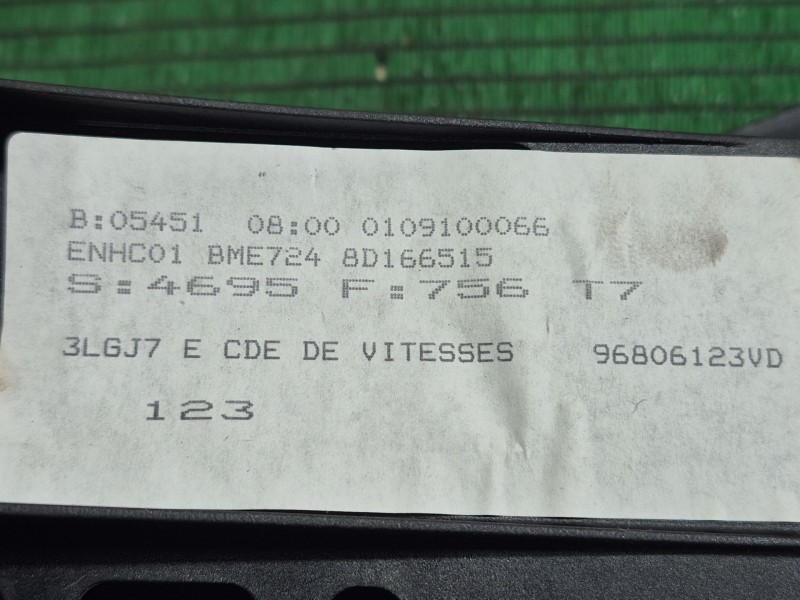 B:05451 08:00 0109100066
ENHC01 BME724 8D166515
S:4695 F:756 T7
3LGJ7 E CDE DE VITESSES 96806123VD
123